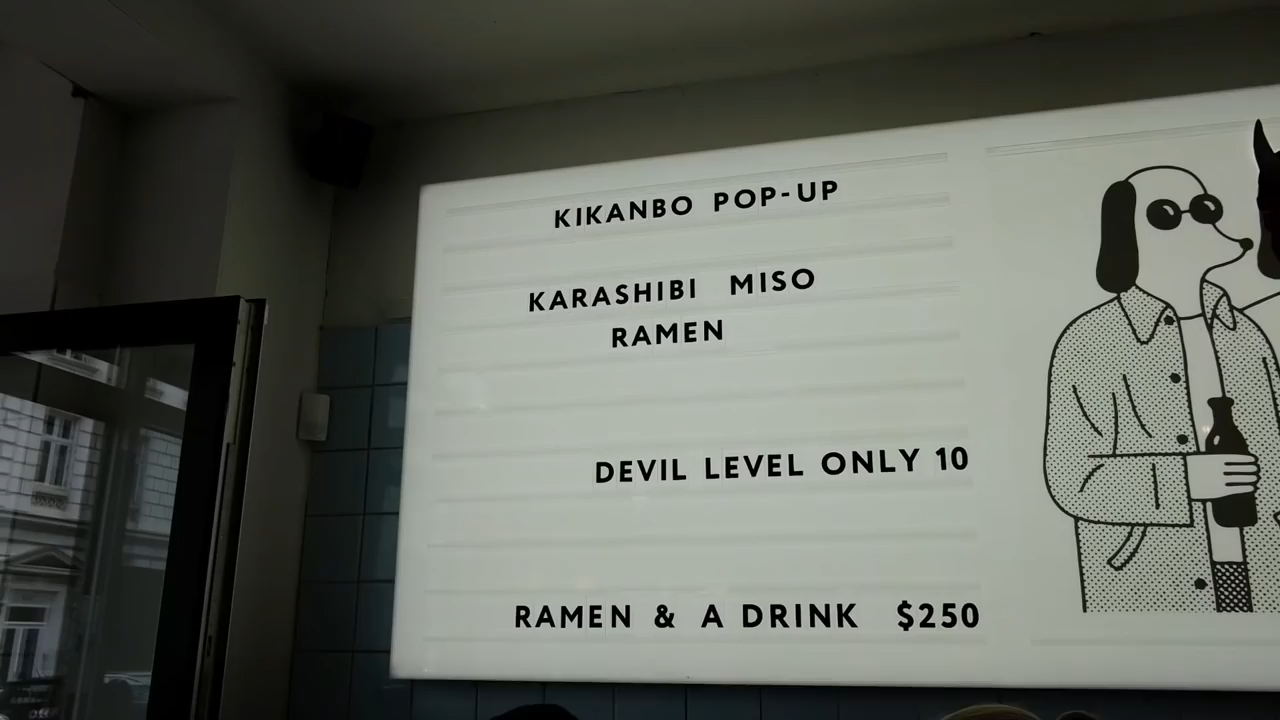 KIKANBO POP-UP
KARASHIBI MISO
RAMEN
DEVIL LEVEL ONLY 10
RAMEN & A DRINK $250